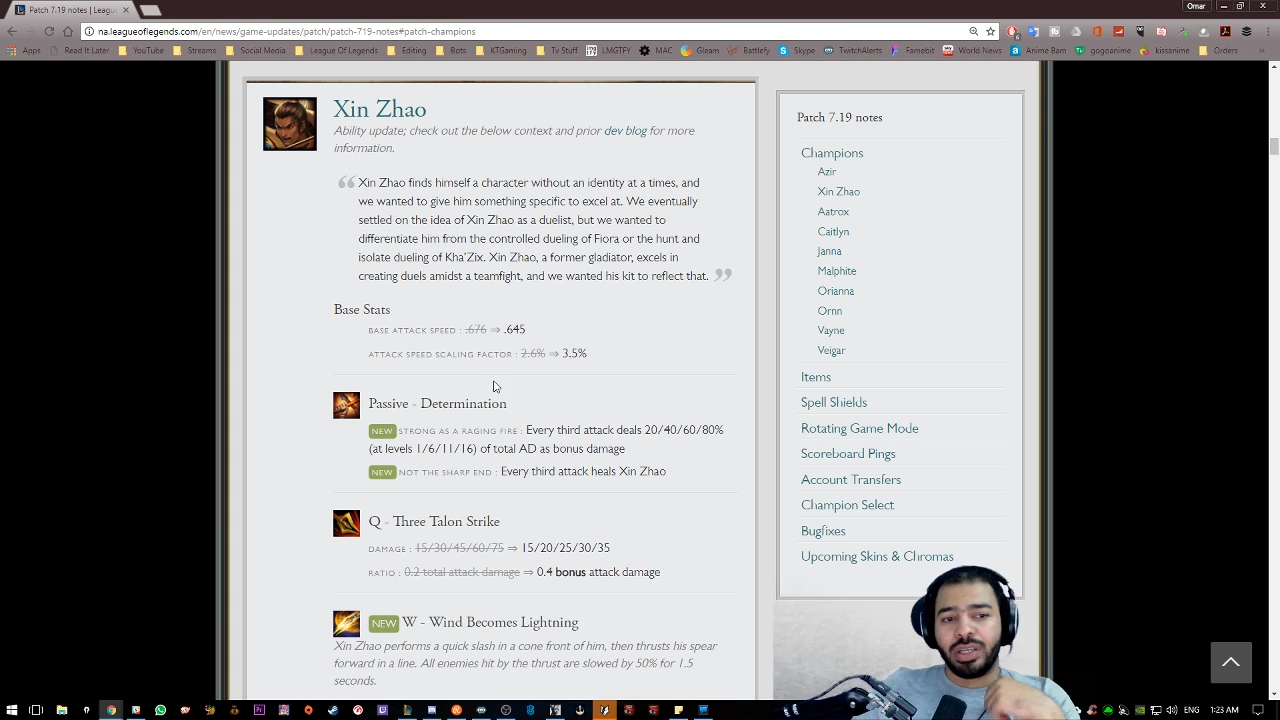 Patch 7.19 notes | Leagu
Omar
na.leagueoflegends.com/en/news/game-updates/patch/patch-719-notes#patch-champions
Apps
Read It Later
YouTube
Streams
Social Media
League Of Legends
Editing
Bots
KTGaming
Tv Stuff
LMGTFY
MAC
Gleam
Battlefy
Skype
TwitchAlerts
Famebit
World News
Anime Bam
gogoanime
kissanime
Orders
Xin Zhao
Ability update; check out the below context and prior dev blog for more
information.
Xin Zhao finds himself a character without an identity at a times, and
we wanted to give him something specific to excel at. We eventually
settled on the idea of Xin Zhao as a duelist, but we wanted to
differentiate him from the controlled dueling of Fiora or the hunt and
isolate dueling of Kha'Zix. Xin Zhao, a former gladiator, excels in
creating duels amidst a teamfight, and we wanted his kit to reflect that.
Base Stats
BASE ATTACK SPEED : .676 ⇒ .645
ATTACK SPEED SCALING FACTOR : 2.6% ⇒ 3.5%
Passive - Determination
NEW STRONG AS A RAGING FIRE : Every third attack deals 20/40/60/80%
(at levels 1/6/11/16) of total AD as bonus damage
NEW NOT THE SHARP END : Every third attack heals Xin Zhao
Q - Three Talon Strike
DAMAGE : 15/30/45/60/75 ⇒ 15/20/25/30/35
RATIO : 0.2 total attack damage ⇒ 0.4 bonus attack damage
NEW W - Wind Becomes Lightning
Xin Zhao performs a quick slash in a cone front of him, then thrusts his spear
forward in a line. All enemies hit by the thrust are slowed by 50% for 1.5
seconds.
Patch 7.19 notes
Champions
Azir
Xin Zhao
Aatrox
Caitlyn
Janna
Malphite
Orianna
Ornn
Vayne
Veigar
Items
Spell Shields
Rotating Game Mode
Scoreboard Pings
Account Transfers
Champion Select
Bugfixes
Upcoming Skins & Chromas
ENG
1:23 AM